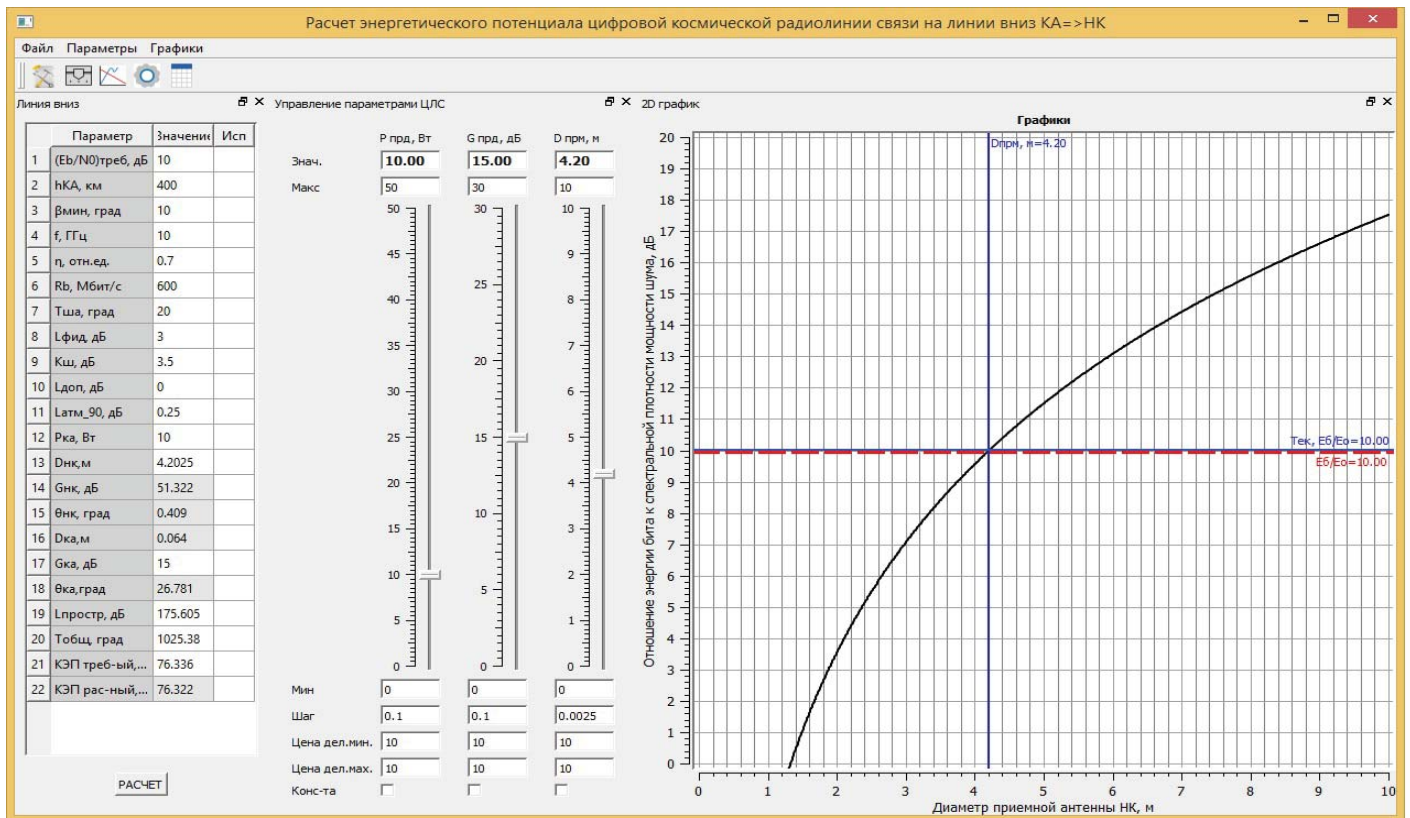 Расчет энергетического потенциала цифровой космической радиолинии связи на линии вниз КА=>НК
Файл Параметры Графики
Линия вниз
Параметр Значение Исп
1 (Eb/N0)треб, дБ 10
2 hКА, км 400
3 βмин, град 10
4 f, ГГц 10
5 η, отн.ед. 0.7
6 Rb, Мбит/с 600
7 Tша, град 20
8 Lфид, дБ 3
9 Kш, дБ 3.5
10 Lдоп, дБ 0
11 Lатм_90, дБ 0.25
12 Pка, Вт 10
13 Dнк,м 4.2025
14 Gнк, дБ 51.322
15 θнк, град 0.409
16 Dка,м 0.064
17 Gка, дБ 15
18 θка,град 26.781
19 Lпростр, дБ 175.605
20 Tобщ, град 1025.38
21 КЭП треб-ый,... 76.336
22 КЭП рас-ный,... 76.322
РАСЧЕТ
Управление параметрами ЦЛС
P прд, Вт G прд, дБ D прм, м
Знач. 10.00 15.00 4.20
Макс 50 30 10
50 45 40 35 30 25 20 15 10 5 0
30 25 20 15 10 5 0
10 9 8 7 6 5 4 3 2 1 0
Мин 0 0 0
Шаг 0.1 0.1 0.0025
Цена дел.мин. 10 10 10
Цена дел.мах. 10 10 10
Конс-та
2D график
Графики
Dпрм, м=4.20
Отношение энергии бита к спектральной плотности мощности шума, дБ
20 19 18 17 16 15 14 13 12 11 10 9 8 7 6 5 4 3 2 1 0
Тек, Eб/Eo=10.00
Eб/Eo=10.00
0 1 2 3 4 5 6 7 8 9 10
Диаметр приемной антенны НК, м